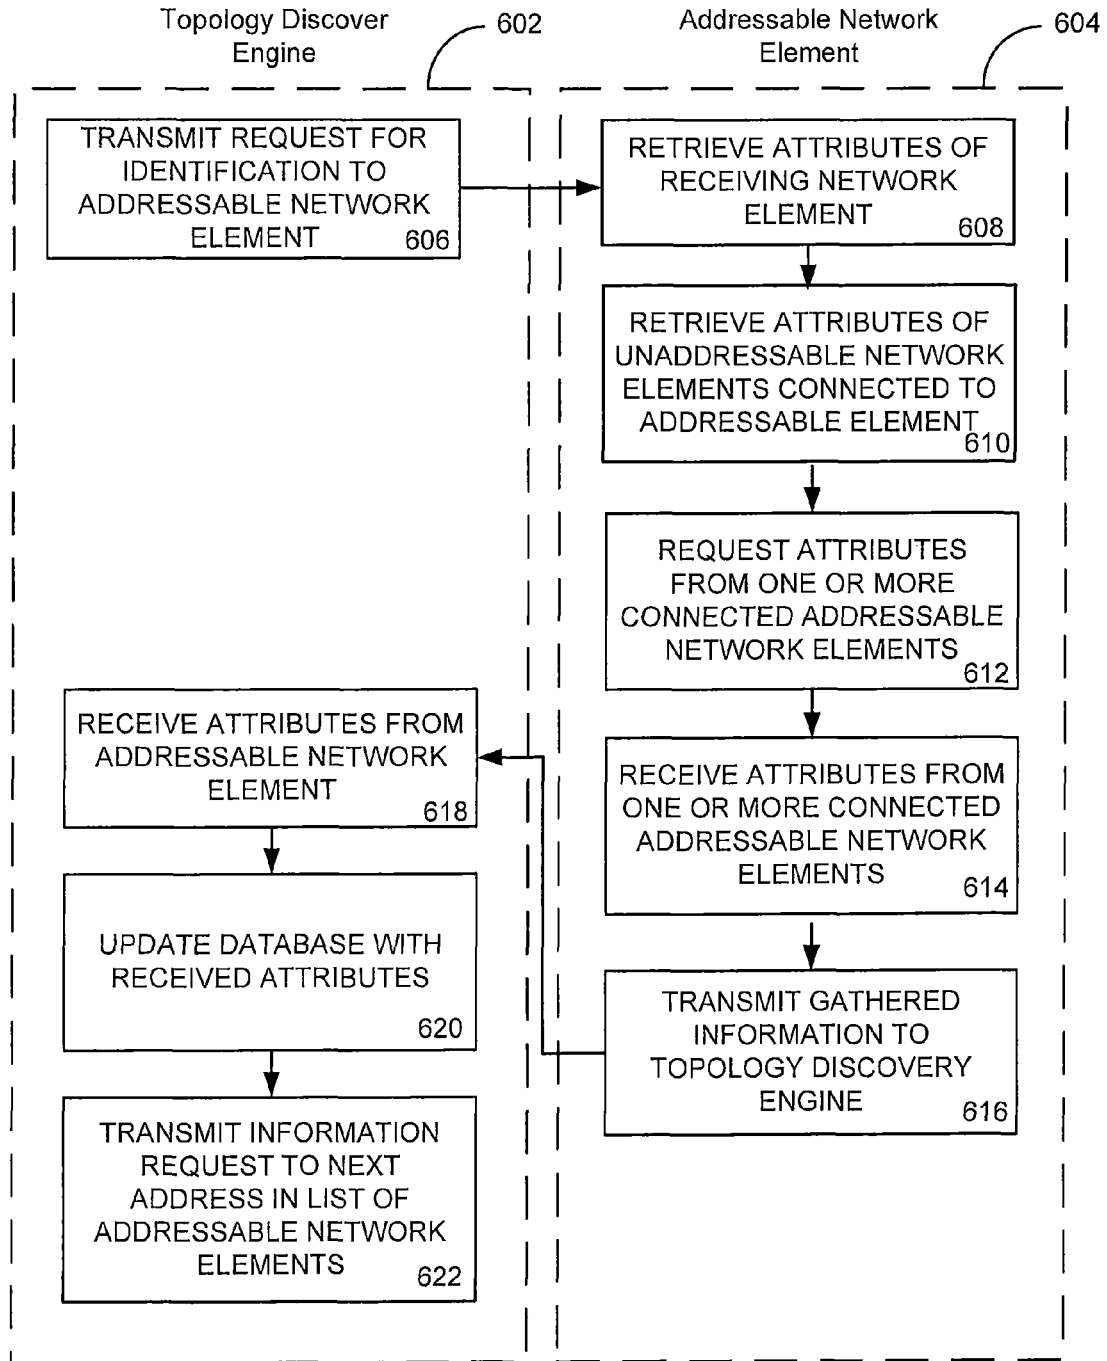 Topology Discover
Engine
602
Addressable Network
Element
604
TRANSMIT REQUEST FOR
IDENTIFICATION TO
ADDRESSABLE NETWORK
ELEMENT
606
RETRIEVE ATTRIBUTES OF
RECEIVING NETWORK
ELEMENT
608
RETRIEVE ATTRIBUTES OF
UNADDRESSABLE NETWORK
ELEMENTS CONNECTED TO
ADDRESSABLE ELEMENT
610
REQUEST ATTRIBUTES
FROM ONE OR MORE
CONNECTED ADDRESSABLE
NETWORK ELEMENTS
612
RECEIVE ATTRIBUTES FROM
ONE OR MORE CONNECTED
ADDRESSABLE NETWORK
ELEMENTS
614
TRANSMIT GATHERED
INFORMATION TO
TOPOLOGY DISCOVERY
ENGINE
616
RECEIVE ATTRIBUTES FROM
ADDRESSABLE NETWORK
ELEMENT
618
UPDATE DATABASE WITH
RECEIVED ATTRIBUTES
620
TRANSMIT INFORMATION
REQUEST TO NEXT
ADDRESS IN LIST OF
ADDRESSABLE NETWORK
ELEMENTS
622